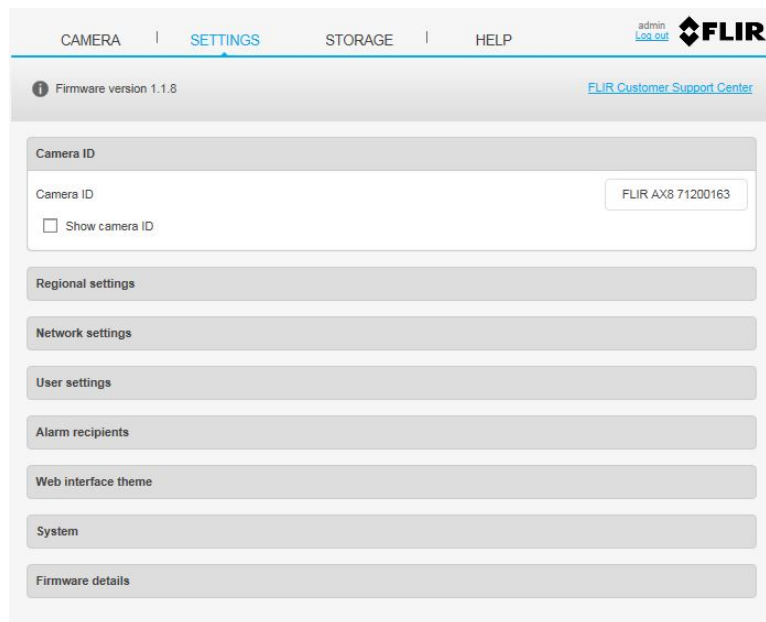 CAMERA | SETTINGS STORAGE | HELP
admin
Log out
FLIR
Firmware version 1.1.8 FLIR Customer Support Center
Camera ID
Camera ID FLIR AX8 71200163
Show camera ID
Regional settings
Network settings
User settings
Alarm recipients
Web interface theme
System
Firmware details